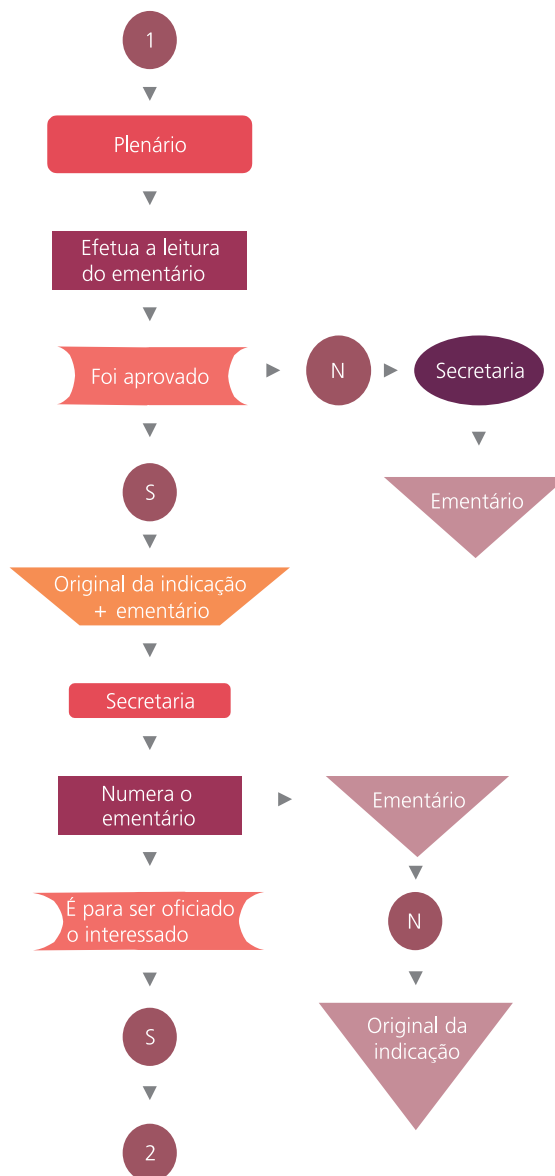 1
Plenário
Efetua a leitura
do ementário
Foi aprovado
N
Secretaria
Ementário
S
Original da indicação
+ ementário
Secretaria
Numera o
ementário
Ementário
É para ser oficiado
o interessado
N
S
Original da
indicação
2